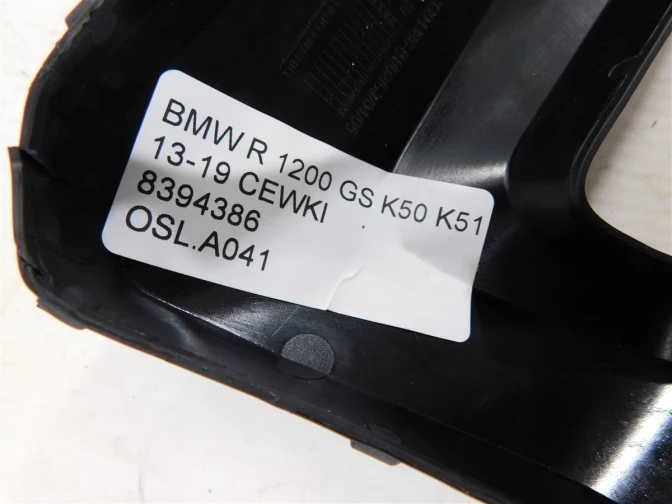 BMW R 1200 GS K50 K51
13-19 CEWKI
8394386
OSL.A041